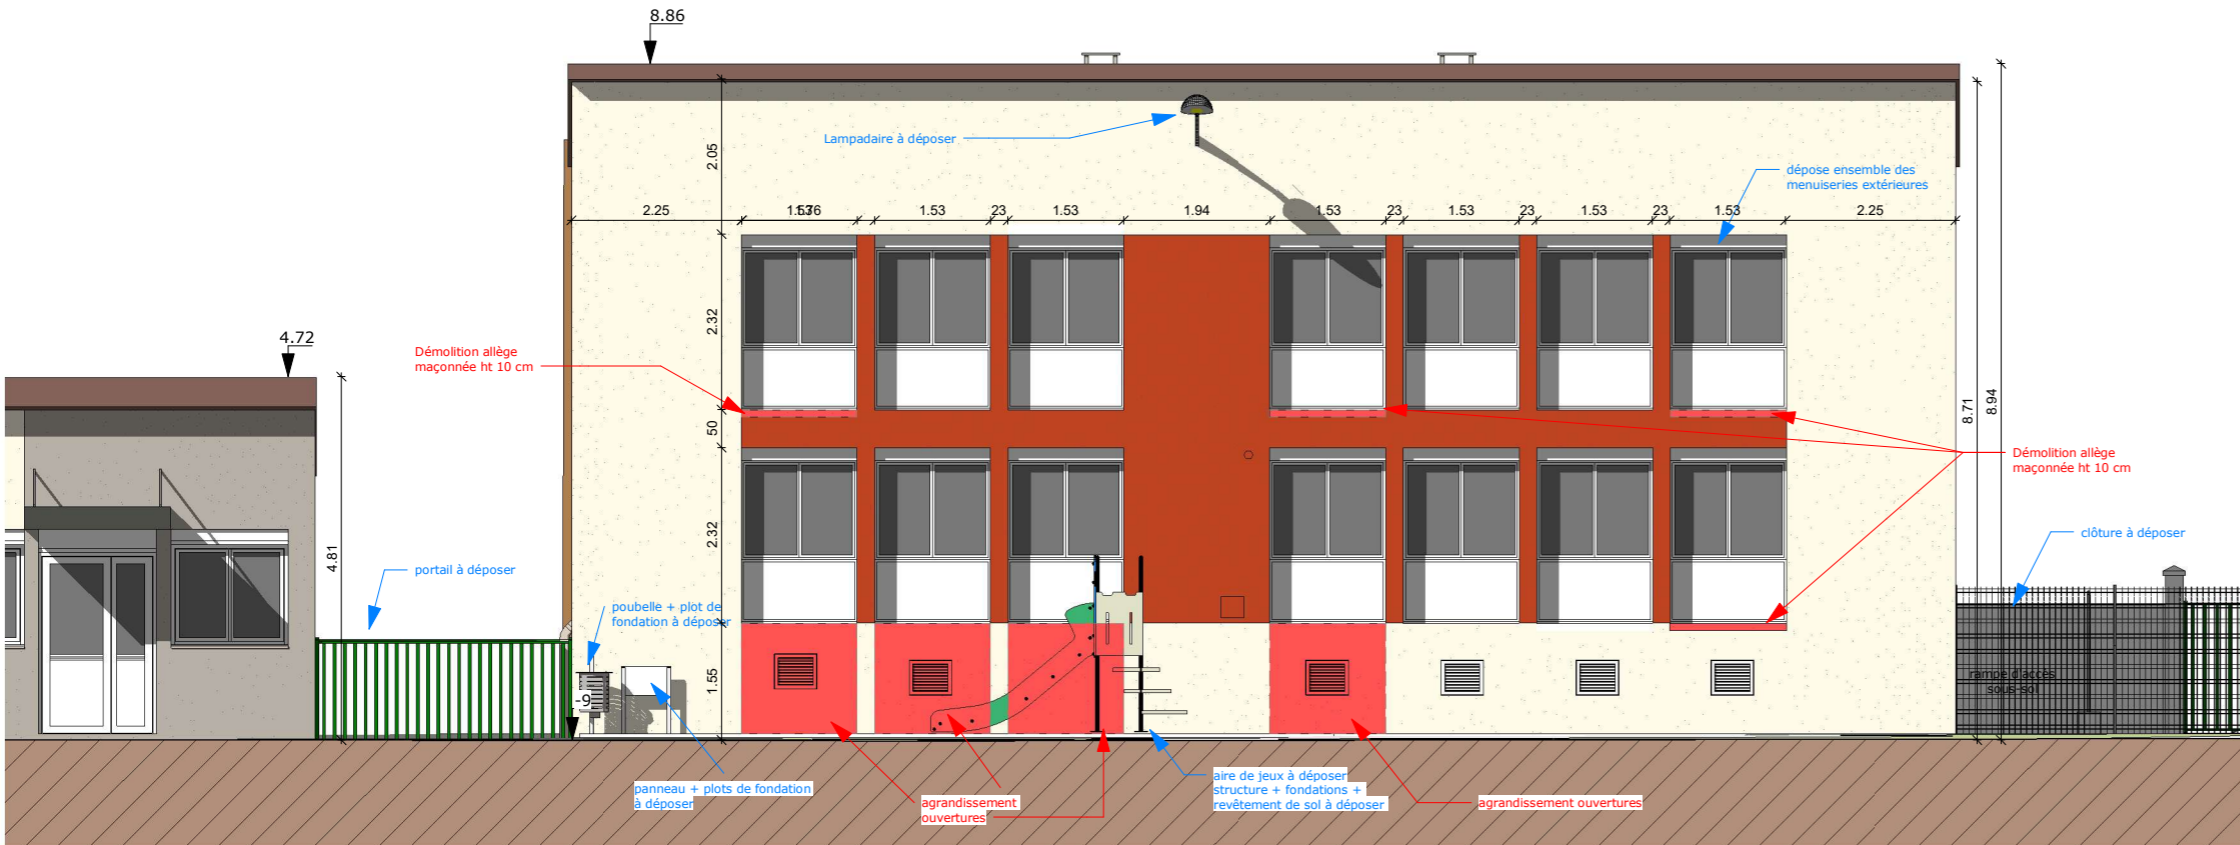 8.86
Lampadaire à déposer
dépose ensemble des
menuiseries extérieures
2.05
2.25
1.53
23
1.53
23
1.53
1.94
1.53
23
1.53
23
1.53
23
1.53
2.25
4.72
Démolition allège
maçonnée ht 10 cm
2.32
50
8.71
8.94
Démolition allège
maçonnée ht 10 cm
4.81
2.32
portail à déposer
clôture à déposer
poubelle + plot de
fondation à déposer
1.55
-9
rampe d'accès
sous-sol
panneau + plots de fondation
à déposer
agrandissement
ouvertures
aire de jeux à déposer
structure + fondations +
revêtement de sol à déposer
agrandissement ouvertures